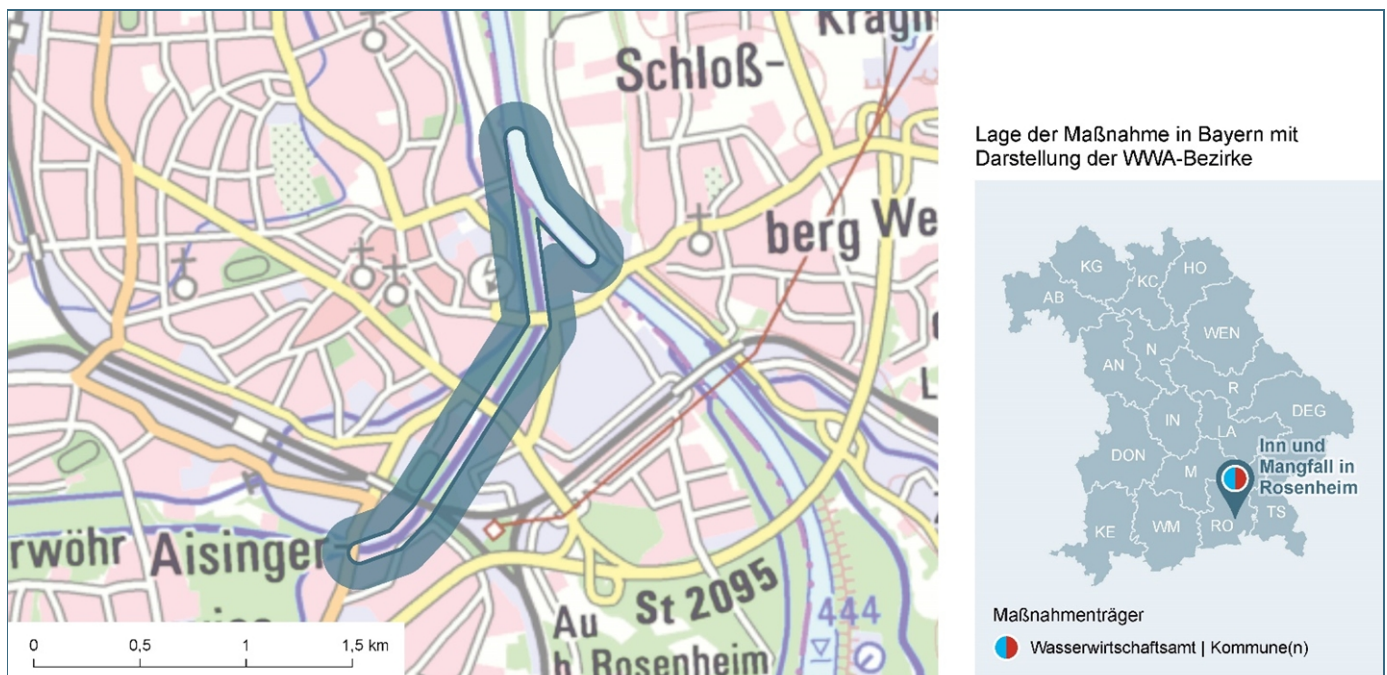 Kragli
Schloß-
berg We
rwöhr Aisinger-
St 2095
444
Au
b. Rosenheim
0 0,5 1 1,5 km
Lage der Maßnahme in Bayern mit
Darstellung der WWA-Bezirke
KG
KC
HO
AB
WEN
N
AN
R
DEG
IN
LA
DON
Inn und
Mangfall in
Rosenheim
M
TS
RO
WM
KE
Maßnahmenträger
Wasserwirtschaftsamt | Kommune(n)